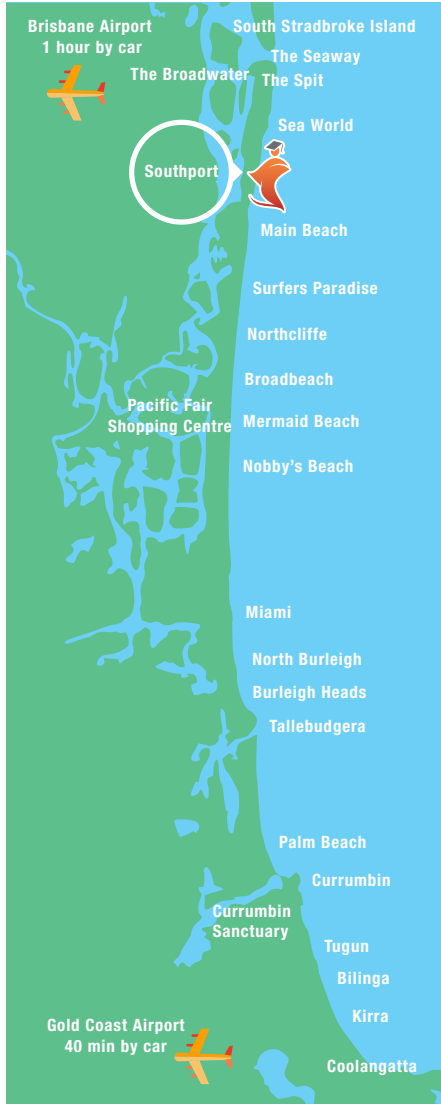 Brisbane Airport
1 hour by car
South Stradbroke Island
The Seaway
The Broadwater
The Spit
Sea World
Southport
Main Beach
Surfers Paradise
Northcliffe
Broadbeach
Pacific Fair
Shopping Centre
Mermaid Beach
Nobby's Beach
Miami
North Burleigh
Burleigh Heads
Tallebudgera
Palm Beach
Currumbin
Currumbin
Sanctuary
Tugun
Bilinga
Kirra
Gold Coast Airport
40 min by car
Coolangatta